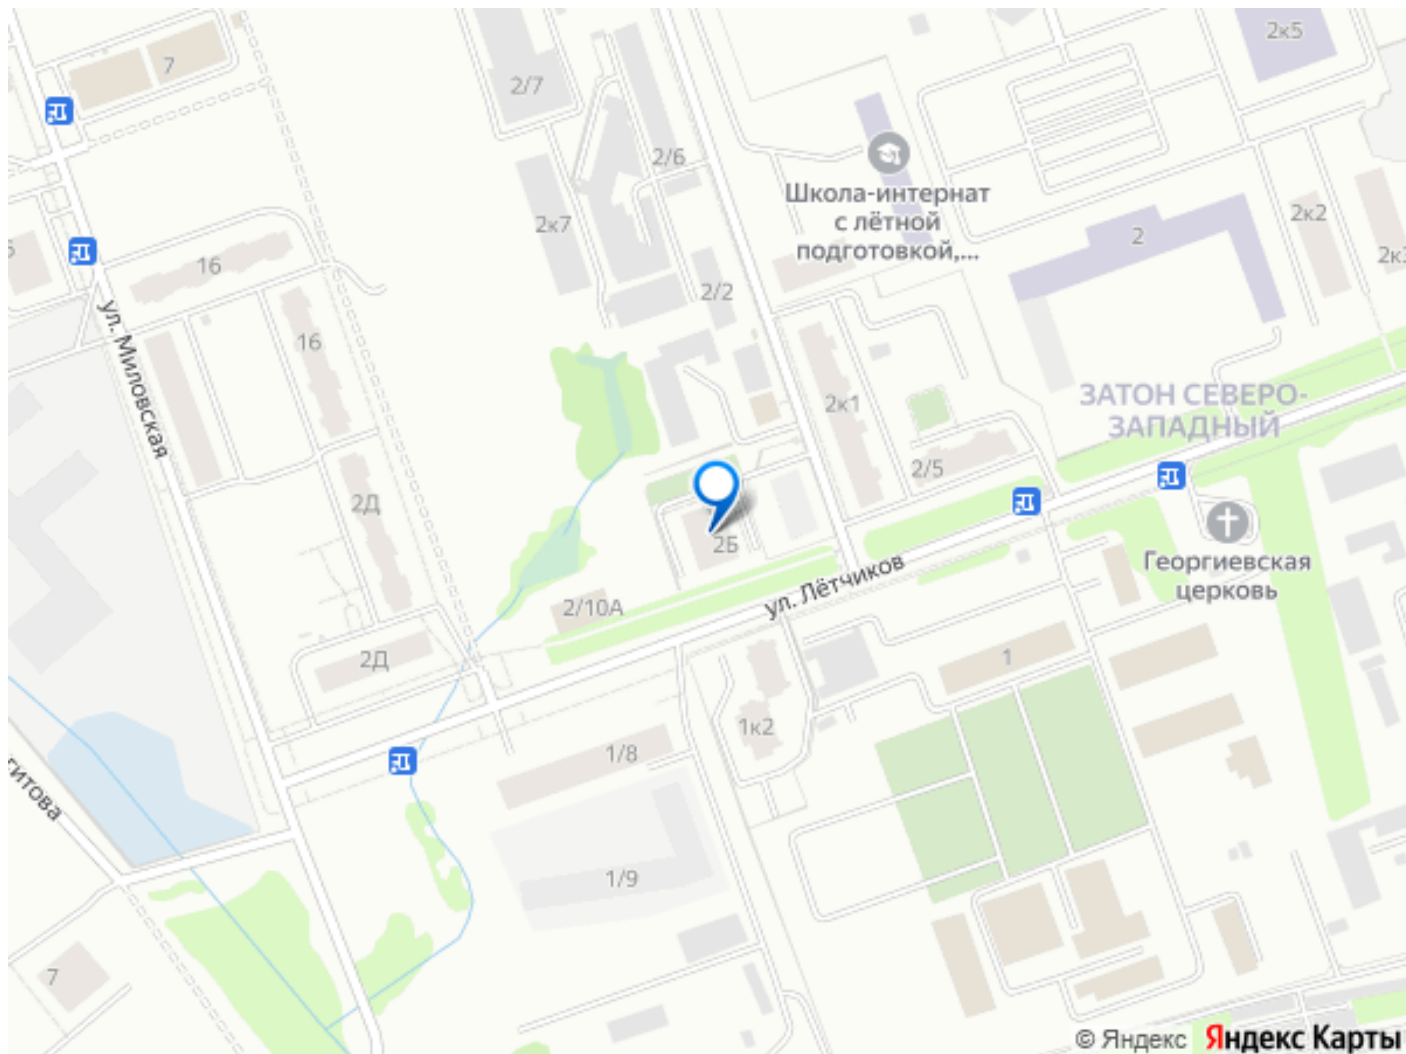 2к5
7
2/7
2/6
Школа-интернат
с лётной
подготовкой,...
2к7
2к2
2
2к3
16
2/2
16
ул. Миловская
2к1
ЗАТОН СЕВЕРО-
ЗАПАДНЫЙ
2/5
2Д
2Б
Георгиевская
церковь
ул. Лётчиков
2/10А
2Д
1
1к2
1/8
гитова
1/9
7
© Яндекс Яндекс Карты